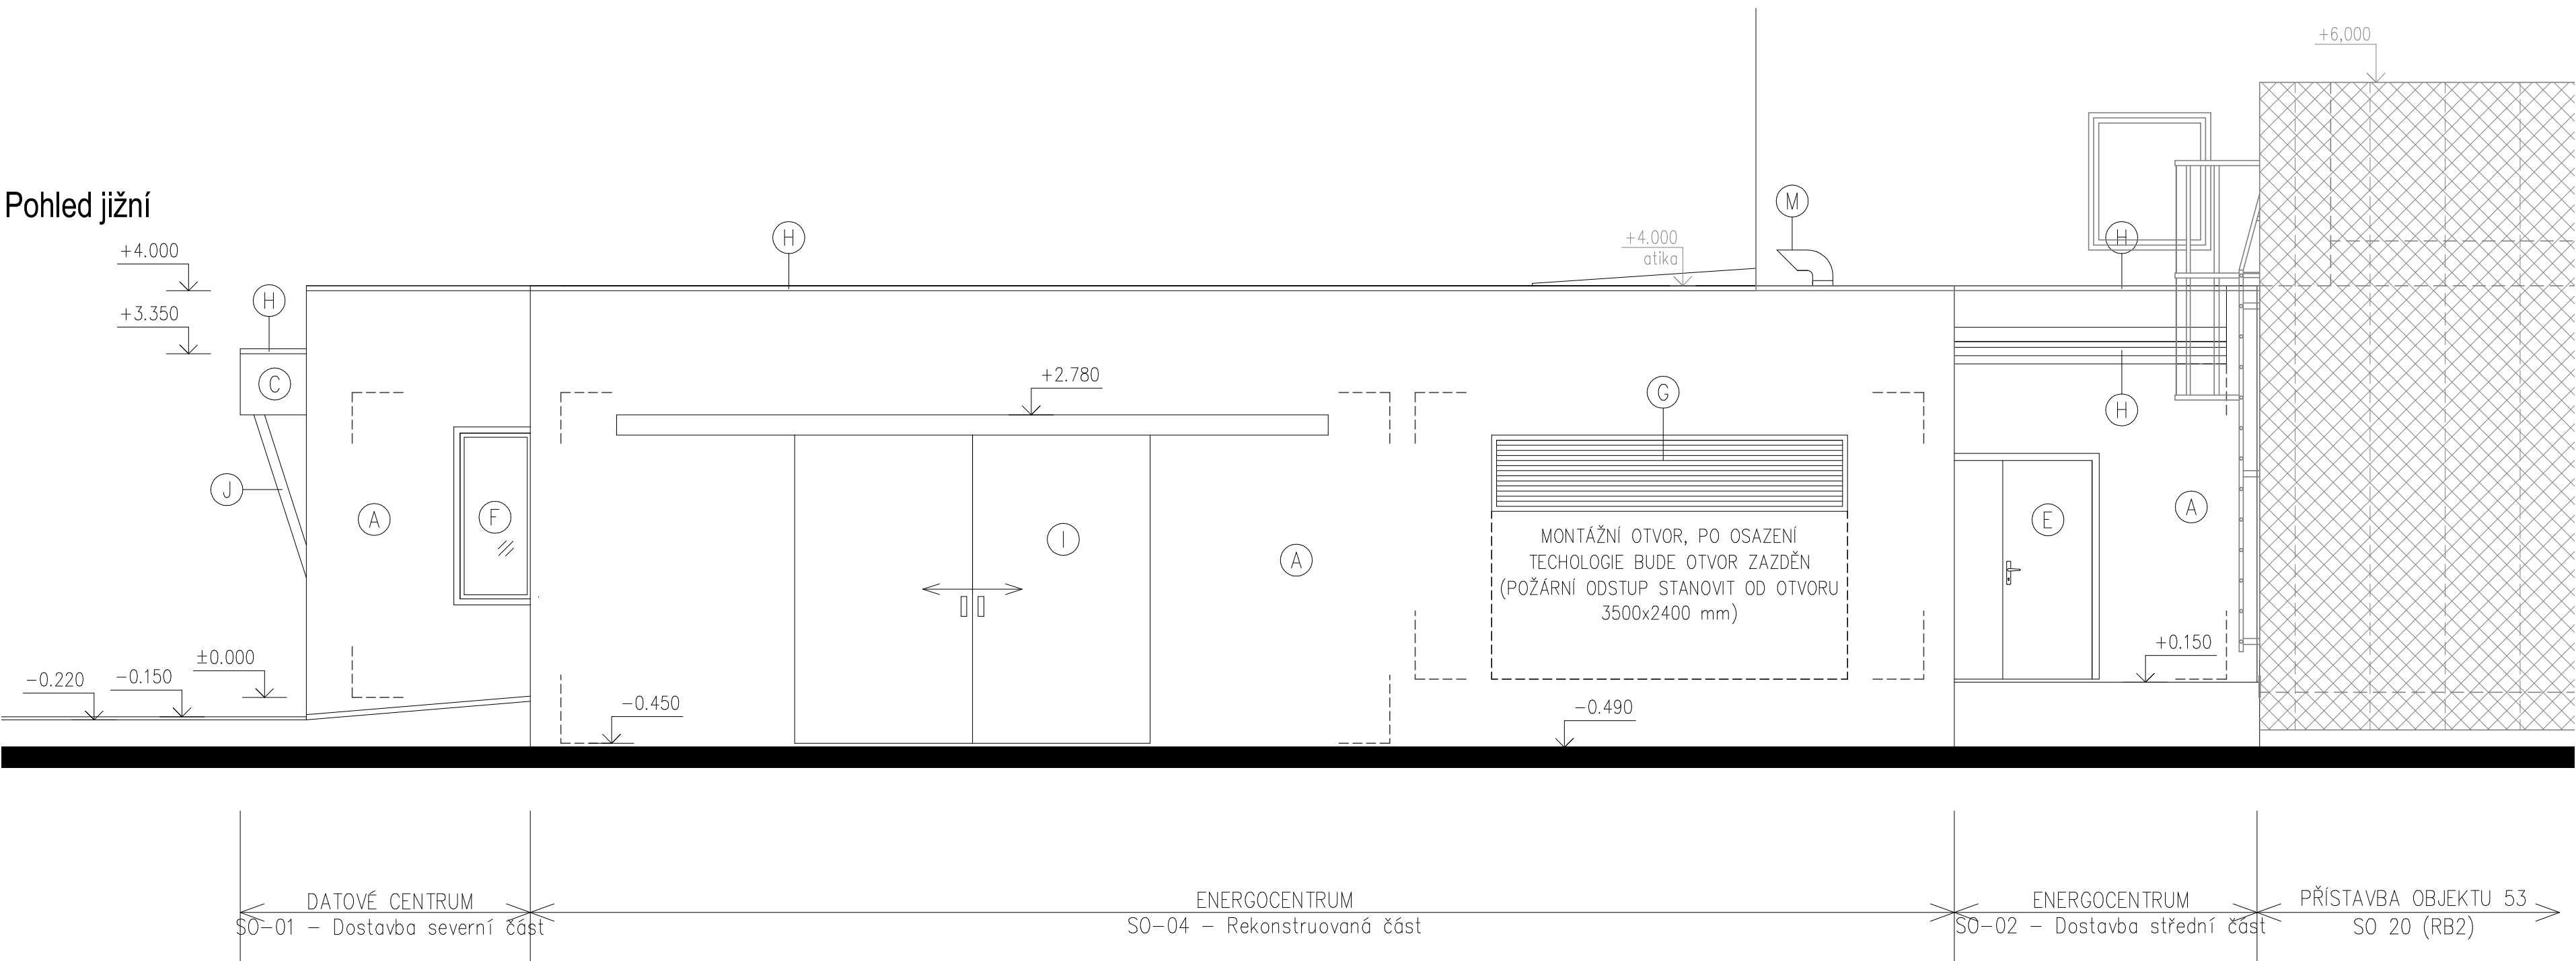 +6,000
Pohled jižní
M
H
H
+4.000
atika
+4.000
H
+3.350
C
+2.780
G
H
J
A
F
I
A
E
A
MONTÁŽNÍ OTVOR, PO OSAZENÍ
TECHOLOGIE BUDE OTVOR ZAZDĚN
(POŽÁRNÍ ODSTUP STANOVIT OD OTVORU
3500x2400 mm)
+0.150
±0.000
-0.150
-0.220
-0.450
-0.490
DATOVÉ CENTRUM
SO-01 - Dostavba severní část
ENERGOCENTRUM
SO-04 - Rekonstruovaná část
ENERGOCENTRUM
SO-02 - Dostavba střední část
PŘÍSTAVBA OBJEKTU 53
SO 20 (RB2)